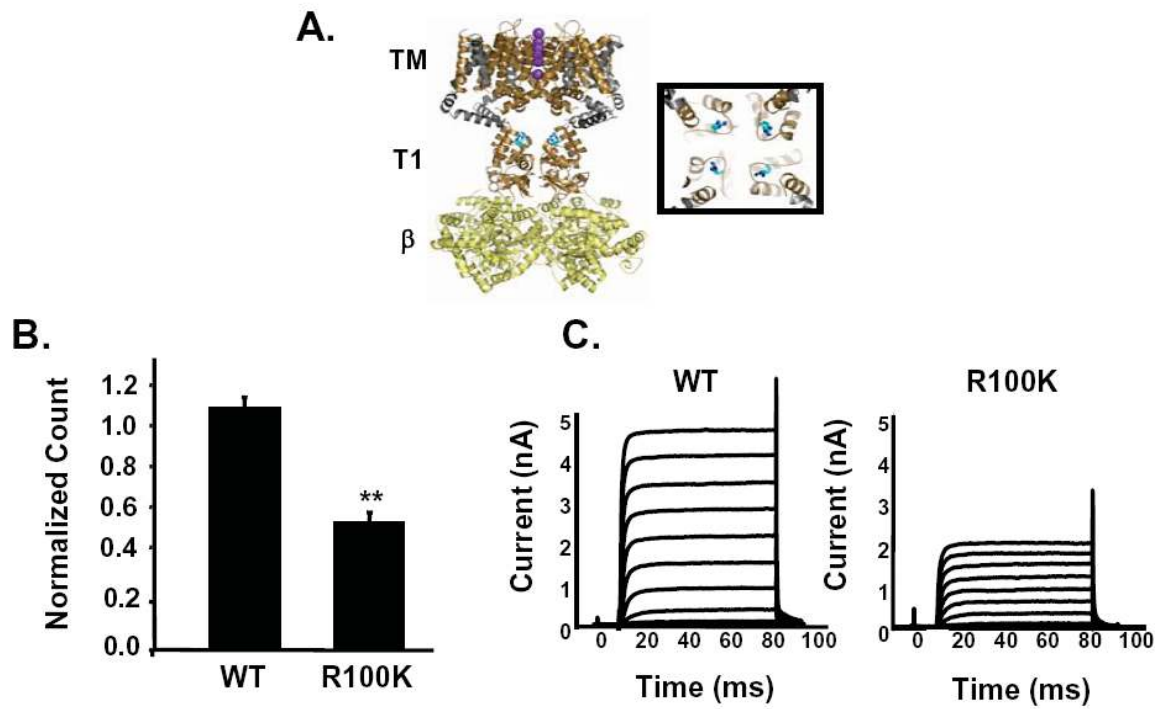 A.
TM
T1
β
B.
Normalized Count
1.2
1.0
0.8
0.6
0.4
0.2
0.0
**
WT
R100K
C.
WT
Current (nA)
5
4
3
2
1
0
0 20 40 60 80 100
Time (ms)
R100K
Current (nA)
5
4
3
2
1
0
0 20 40 60 80 100
Time (ms)